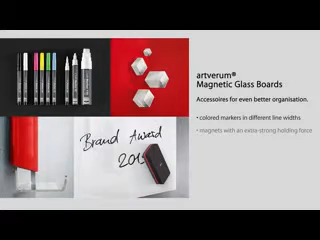 artverum®
Magnetic Glass Boards
Accessoires for even better organisation.
• colored markers in different line widths
• magnets with an extra-strong holding force
Brand Award
2015